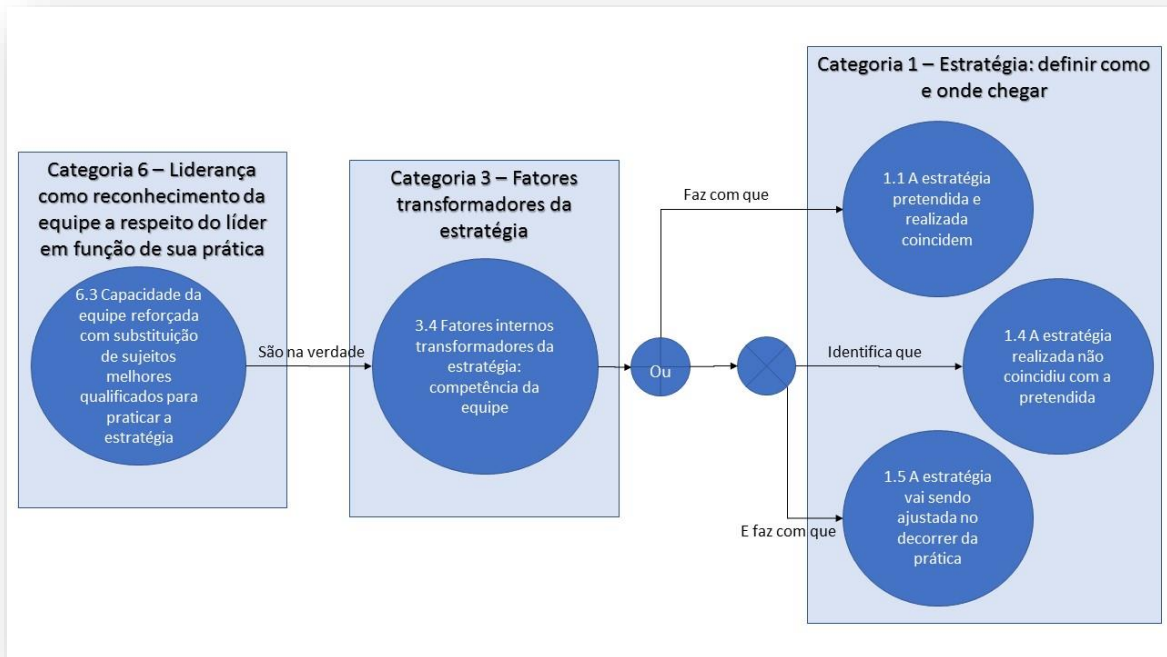 Categoria 6 – Liderança
como reconhecimento da
equipe a respeito do líder
em função de sua prática
6.3 Capacidade da
equipe reforçada
com substituição
de sujeitos
melhores
qualificados para
praticar a
estratégia
São na verdade
Categoria 3 – Fatores
transformadores da
estratégia
3.4 Fatores internos
transformadores da
estratégia:
competência da
equipe
Ou
Faz com que
Identifica que
E faz com que
Categoria 1 – Estratégia: definir como
e onde chegar
1.1 A estratégia
pretendida e
realizada
coincidem
1.4 A estratégia
realizada não
coincidiu com a
pretendida
1.5 A estratégia
vai sendo
ajustada no
decorrer da
prática